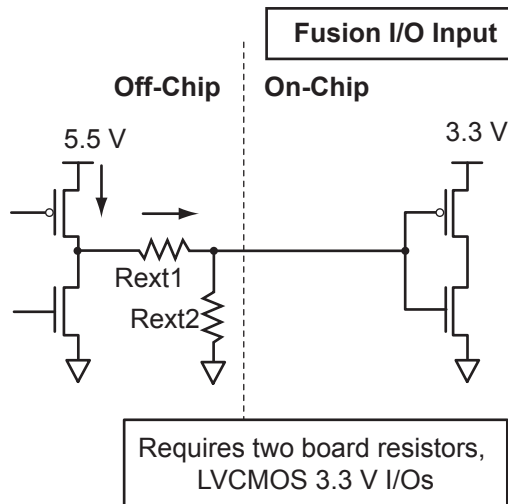 Fusion I/O Input
Off-Chip
On-Chip
5.5 V
3.3 V
Rext1
Rext2
Requires two board resistors,
LVCMOS 3.3 V I/Os